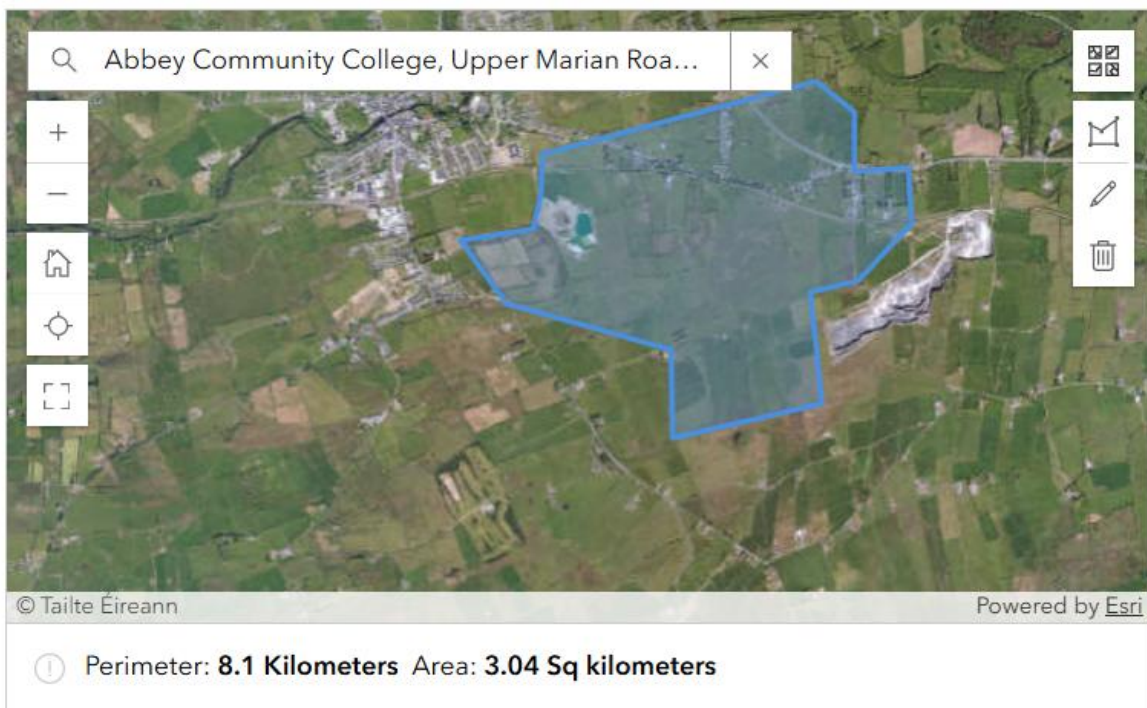 Abbey Community College, Upper Marian Roa...
© Tailte Éireann
Powered by Esri
Perimeter: 8.1 Kilometers Area: 3.04 Sq kilometers